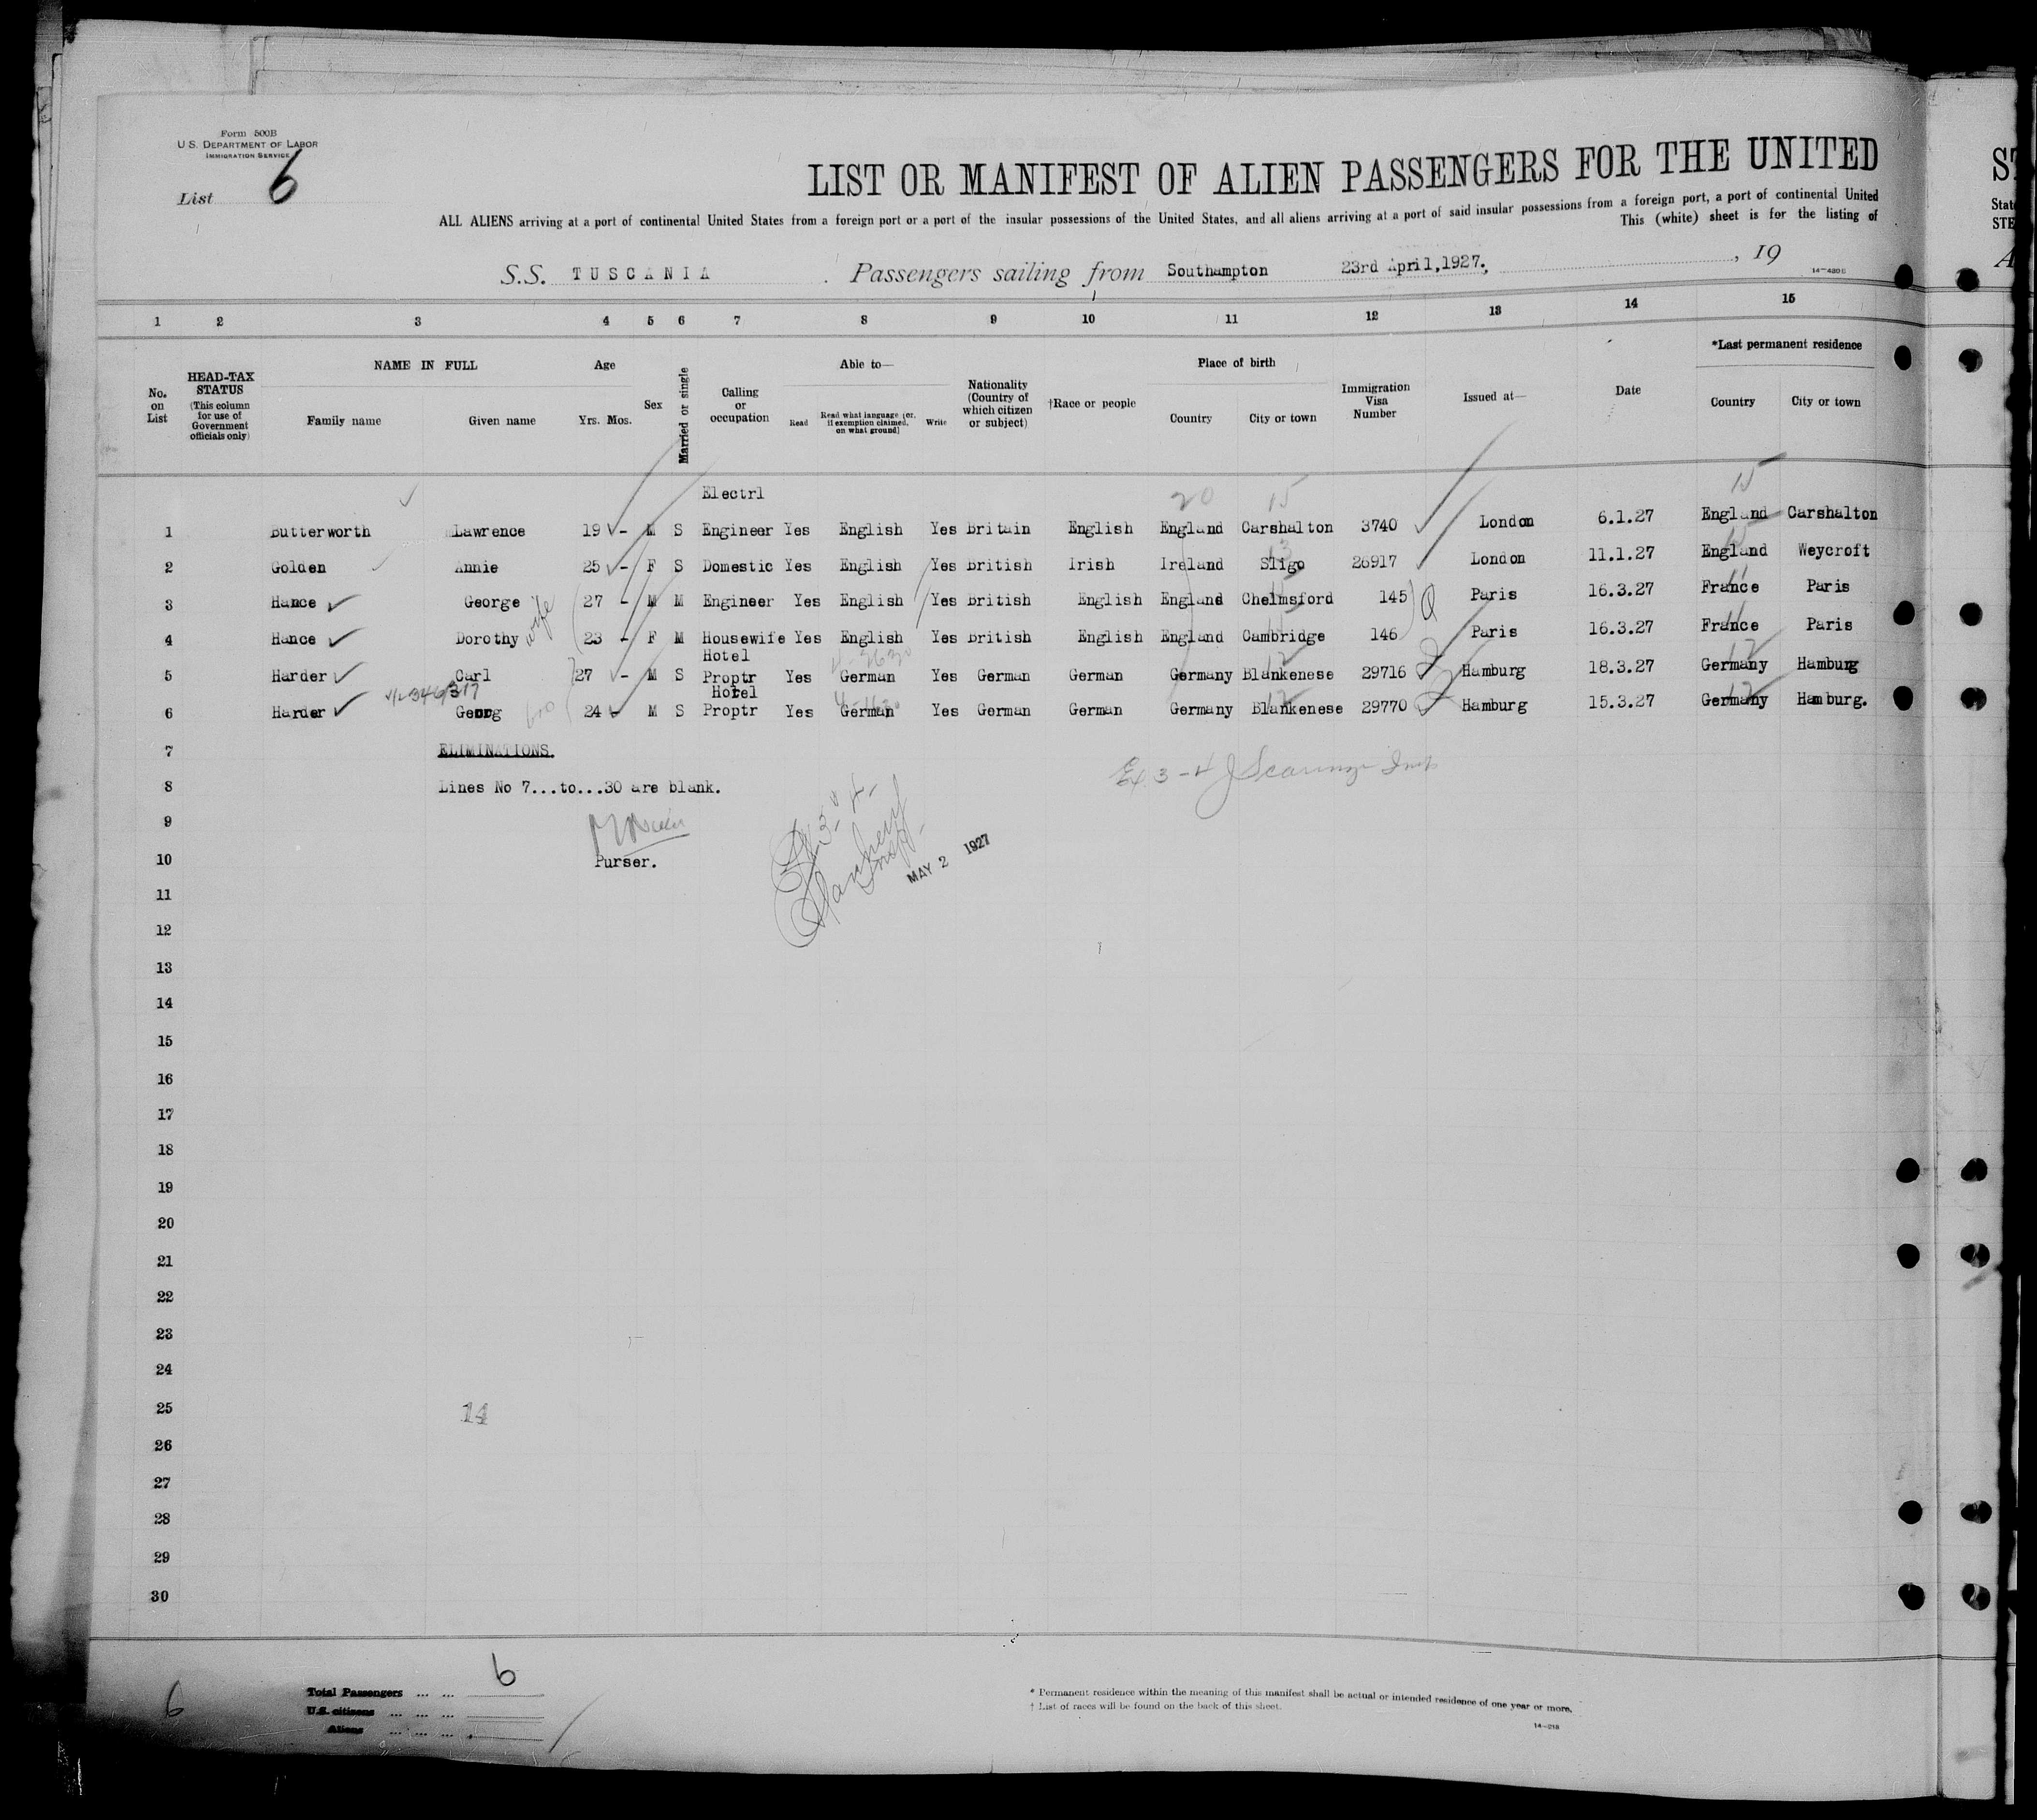 Form 500B
U.S. DEPARTMENT OF LABOR
IMMIGRATION SERVICE
List 6
LIST OR MANIFEST OF ALIEN PASSENGERS FOR THE UNITED
ALL ALIENS arriving at a port of continental United States from a foreign port or a port of the insular possessions of the United States, and all aliens arriving at a port of said insular possessions from a foreign port, a port of continental United
This (white) sheet is for the listing of
S.S. TUSCANIA. Passengers sailing from Southampton 23rd April,1927., 19
14-420B
1 2 3 4 5 6 7 8 9 10 11 12 13 14 15
No. on List
HEAD-TAX STATUS (This column for use of Government officials only)
NAME IN FULL
Family name Given name
Age
Yrs. Mos.
Sex
Married or single
Calling or occupation
Able to—
Read Read what language [or, if exemption claimed, on what ground] Write
Nationality (Country of which citizen or subject)
†Race or people
Place of birth
Country City or town
Immigration Visa Number
Issued at—
Date
*Last permanent residence
Country City or town
Electrl 20 15 15
1 Butterworth Lawrence 19 - M S Engineer Yes English Yes Britain English England Carshalton 3740 London 6.1.27 England Carshalton
2 Golden Annie 25 - F S Domestic Yes English Yes British Irish Ireland Sligo 26917 London 11.1.27 England Weycroft
3 Hance George 27 - M M Engineer Yes English Yes British English England Chelmsford 145 Paris 16.3.27 France Paris
4 Hance Dorothy wife 23 - F M Housewife Yes English Yes British English England Cambridge 146 Paris 16.3.27 France Paris
Hotel
5 Harder Carl 27 - M S Proptr Yes German Yes German German Germany Blankenese 29716 Hamburg 18.3.27 Germany Hamburg
Hotel
6 Harder Georg bro 24 M S Proptr Yes German Yes German German Germany Blankenese 29770 Hamburg 15.3.27 Germany Hamburg.
7 ELIMINATIONS.
8 Lines No 7...to...30 are blank.
9
10 Purser.
MAY 2 1927
11
12
13
14
15
16
17
18
19
20
21
22
23
24
25 14
26
27
28
29
30
6
Total Passengers ... ... 6
U.S. citizens ... ... ...
Aliens ... ... ...
* Permanent residence within the meaning of this manifest shall be actual or intended residence of one year or more.
† List of races will be found on the back of this sheet.
14-218